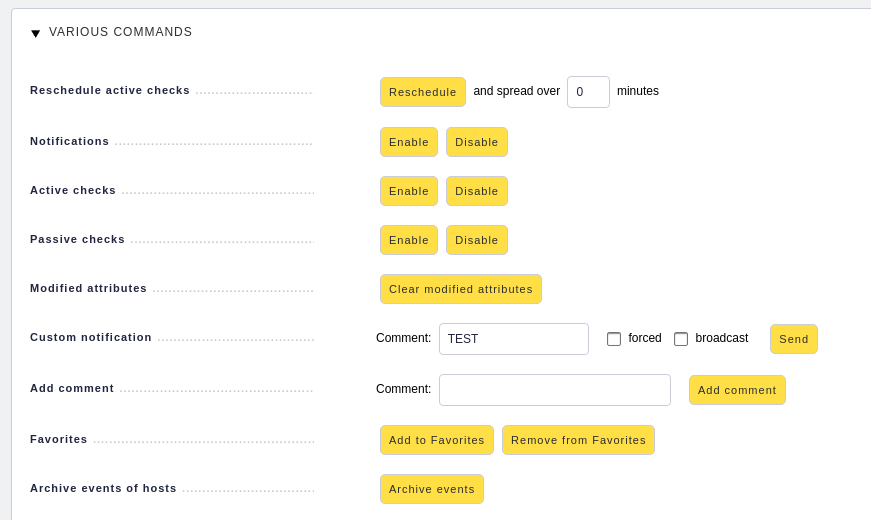 VARIOUS COMMANDS
Reschedule active checks Reschedule and spread over 0 minutes
Notifications Enable Disable
Active checks Enable Disable
Passive checks Enable Disable
Modified attributes Clear modified attributes
Custom notification Comment: TEST forced broadcast Send
Add comment Comment: Add comment
Favorites Add to Favorites Remove from Favorites
Archive events of hosts Archive events